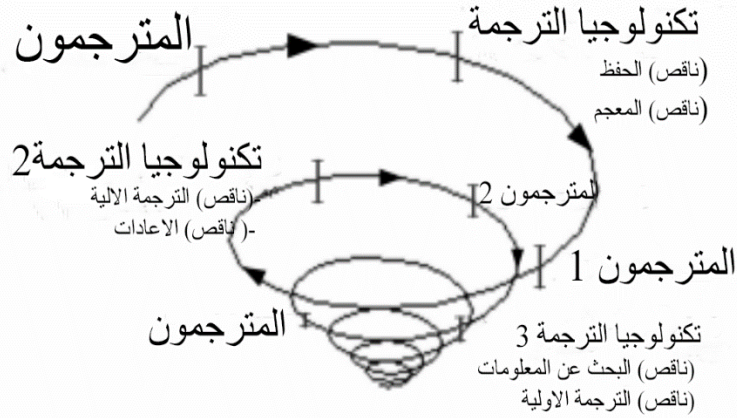 المترجمون
تكنولوجيا الترجمة
(ناقص) الحفظ
(ناقص) المعجم
تكنولوجيا الترجمة2
-(ناقص) الترجمة الالية
-( ناقص) الاعادات
المترجمون 2
المترجمون 1
المترجمون
تكنولوجيا الترجمة 3
(ناقص) البحث عن المعلومات
(ناقص) الترجمة الاولية